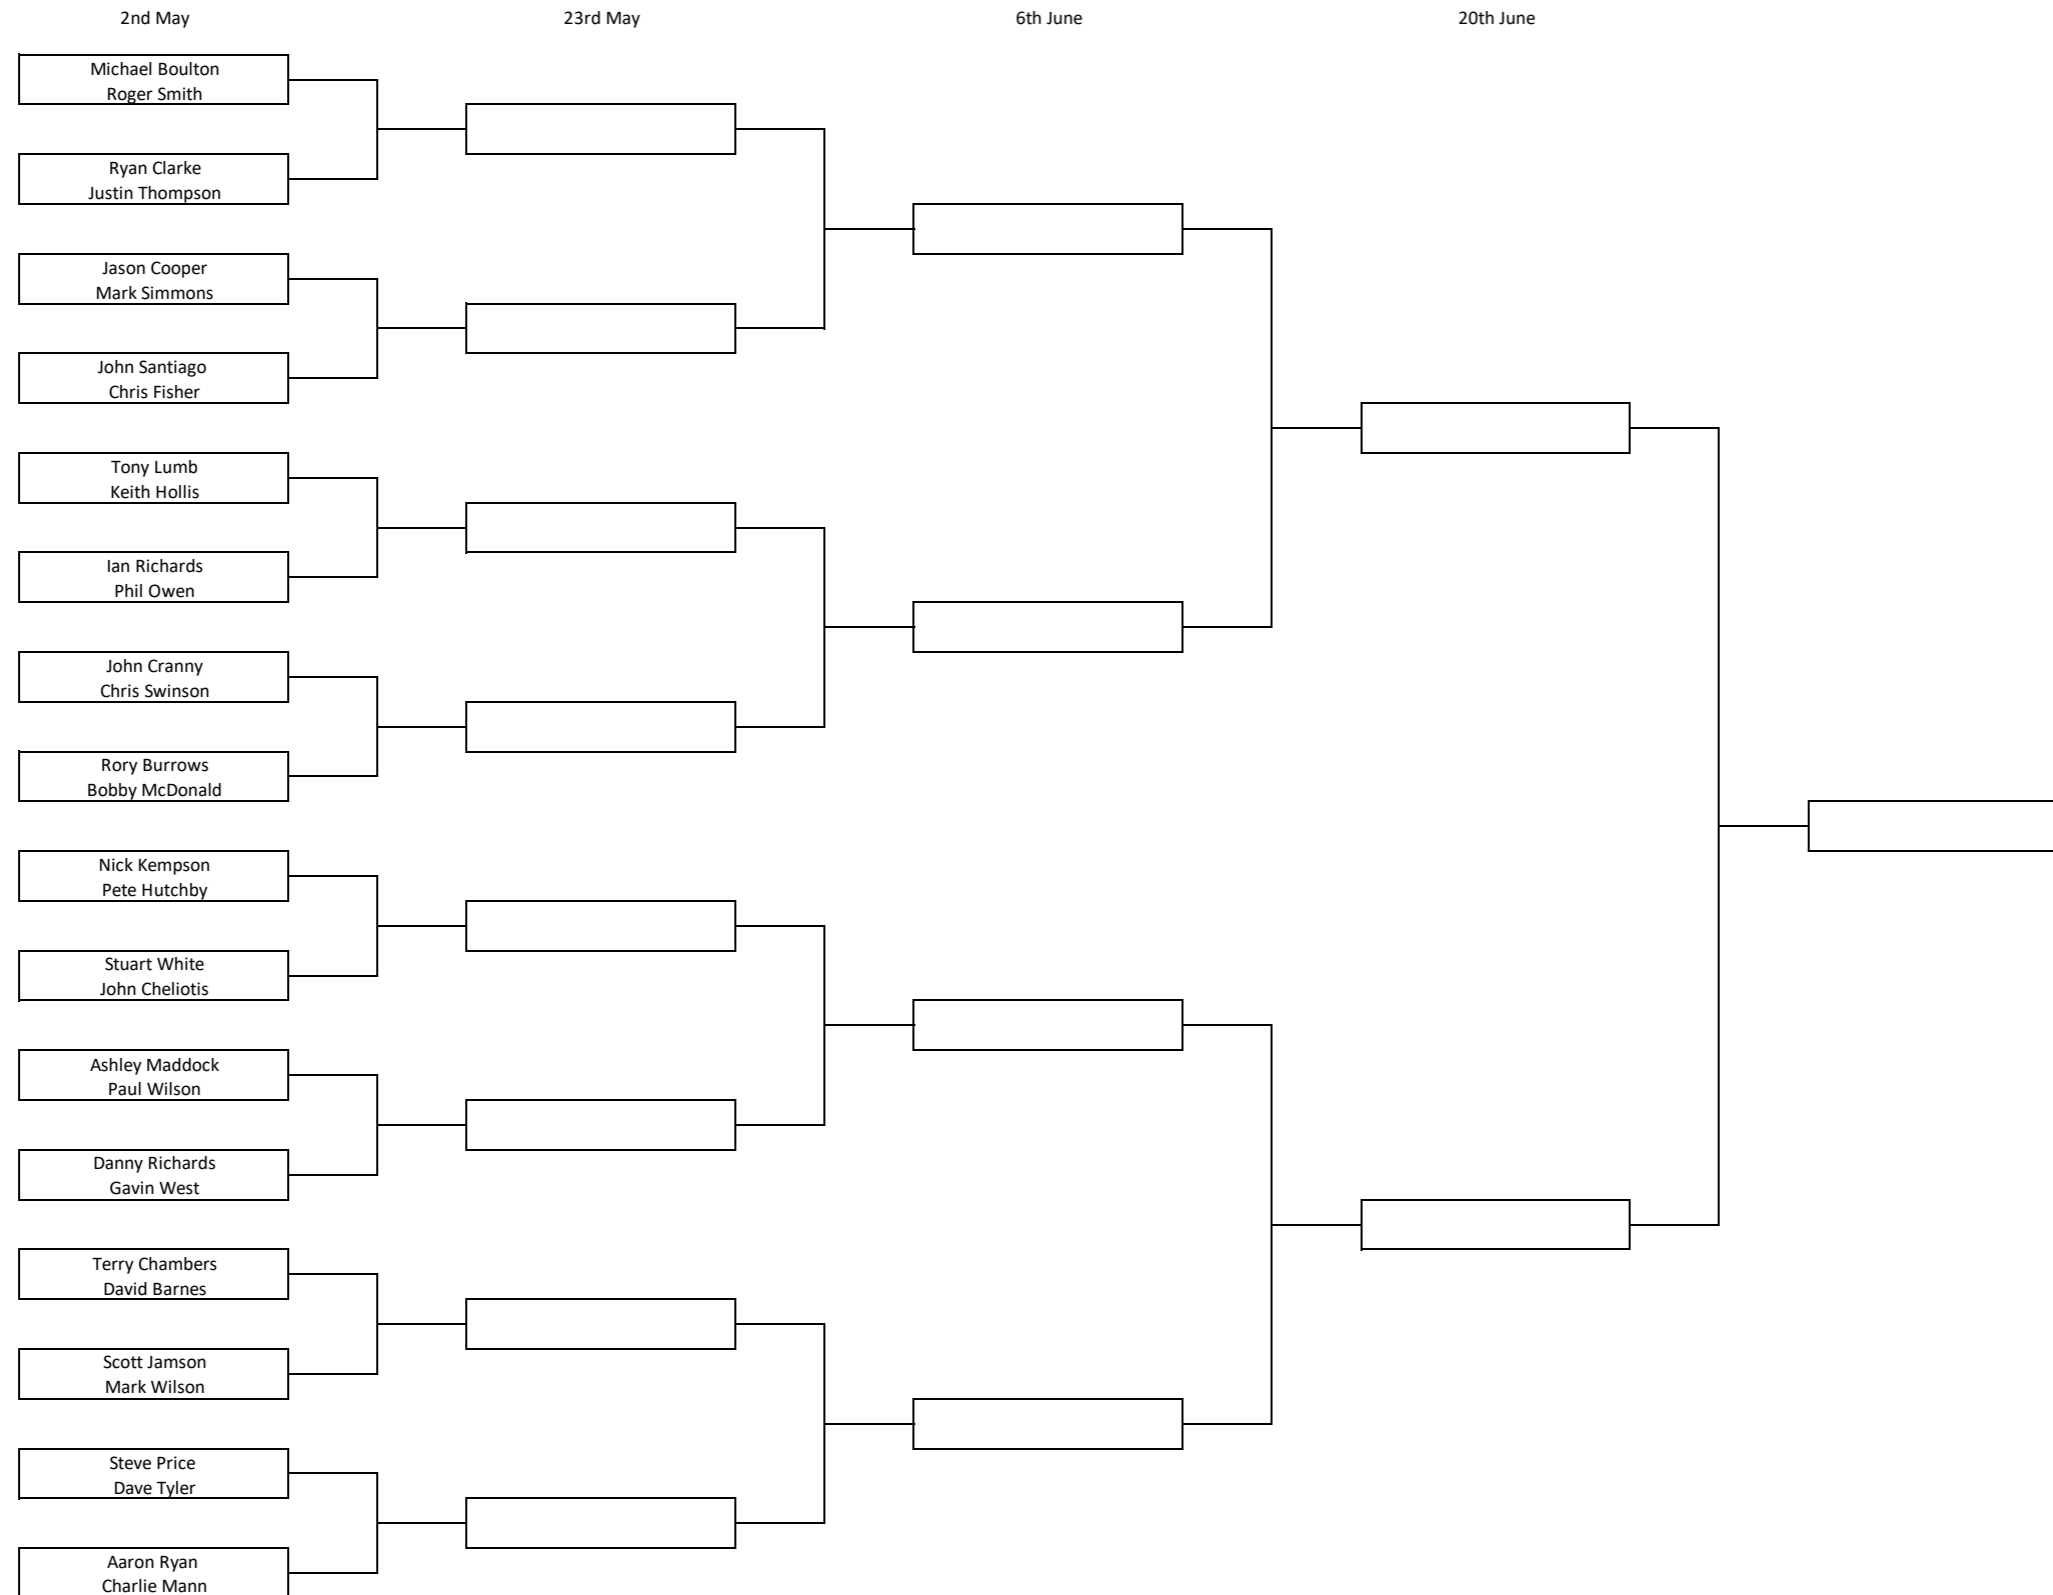 2nd May
23rd May
6th June
20th June
Michael Boulton
Roger Smith
Ryan Clarke
Justin Thompson
Jason Cooper
Mark Simmons
John Santiago
Chris Fisher
Tony Lumb
Keith Hollis
Ian Richards
Phil Owen
John Cranny
Chris Swinson
Rory Burrows
Bobby McDonald
Nick Kempson
Pete Hutchby
Stuart White
John Cheliotis
Ashley Maddock
Paul Wilson
Danny Richards
Gavin West
Terry Chambers
David Barnes
Scott Jamson
Mark Wilson
Steve Price
Dave Tyler
Aaron Ryan
Charlie Mann